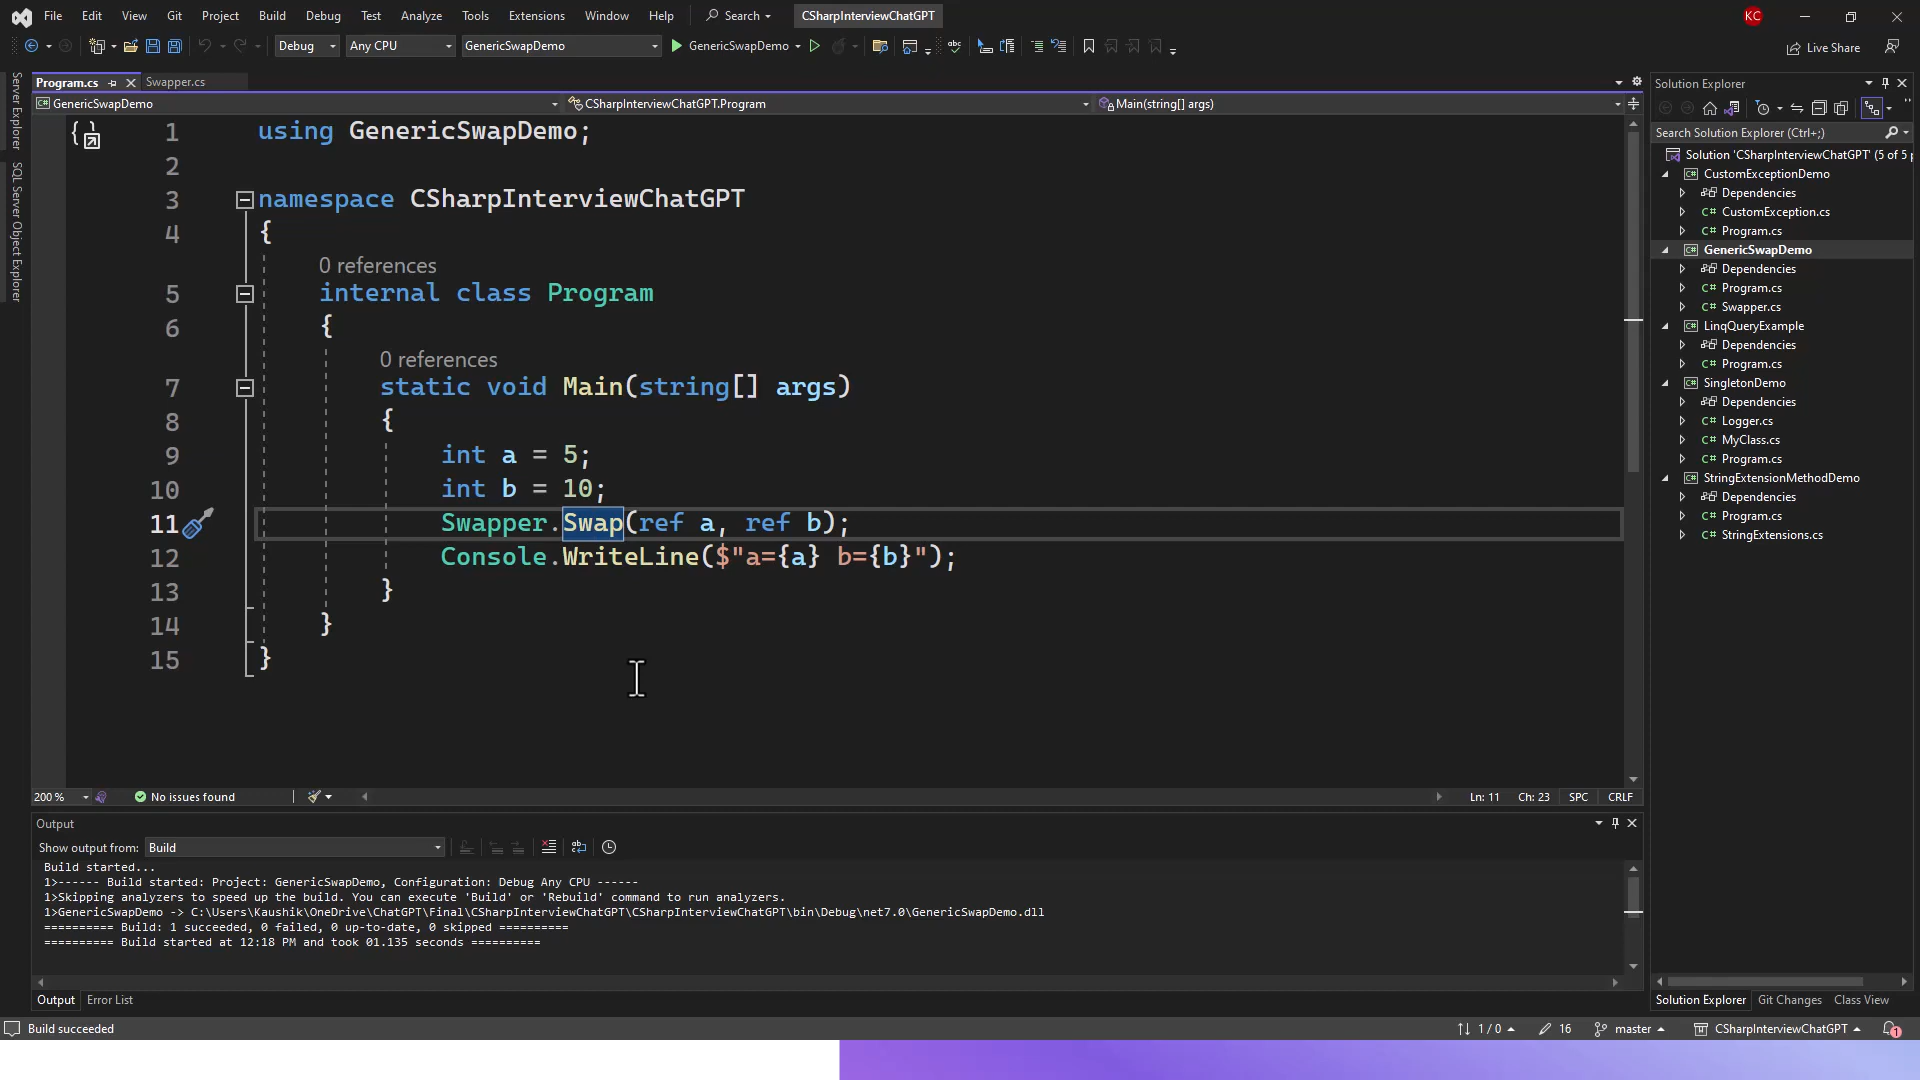 File Edit View Git Project Build Debug Test Analyze Tools Extensions Window Help Search CSharpInterviewChatGPT KC
Debug Any CPU GenericSwapDemo GenericSwapDemo Live Share
Server Explorer
SQL Server Object Explorer
Program.cs Swapper.cs
GenericSwapDemo CSharpInterviewChatGPT.Program Main(string[] args)
1 using GenericSwapDemo;
2
3 namespace CSharpInterviewChatGPT
4 {
0 references
5 internal class Program
6 {
0 references
7 static void Main(string[] args)
8 {
9 int a = 5;
10 int b = 10;
11 Swapper.Swap(ref a, ref b);
12 Console.WriteLine($"a={a} b={b}");
13 }
14 }
15 }
200 % No issues found Ln: 11 Ch: 23 SPC CRLF
Output
Show output from: Build
Build started...
1>------ Build started: Project: GenericSwapDemo, Configuration: Debug Any CPU ------
1>Skipping analyzers to speed up the build. You can execute 'Build' or 'Rebuild' command to run analyzers.
1>GenericSwapDemo -> C:\Users\Kaushik\OneDrive\ChatGPT\Final\CSharpInterviewChatGPT\CSharpInterviewChatGPT\bin\Debug\net7.0\GenericSwapDemo.dll
========== Build: 1 succeeded, 0 failed, 0 up-to-date, 0 skipped ==========
========== Build started at 12:18 PM and took 01.135 seconds ==========
Output Error List
Solution Explorer
Search Solution Explorer (Ctrl+;)
Solution 'CSharpInterviewChatGPT' (5 of 5 p
C# CustomExceptionDemo
Dependencies
C# CustomException.cs
C# Program.cs
C# GenericSwapDemo
Dependencies
C# Program.cs
C# Swapper.cs
C# LinqQueryExample
Dependencies
C# Program.cs
C# SingletonDemo
Dependencies
C# Logger.cs
C# MyClass.cs
C# Program.cs
C# StringExtensionMethodDemo
Dependencies
C# Program.cs
C# StringExtensions.cs
Solution Explorer Git Changes Class View
Build succeeded 1 / 0 16 master CSharpInterviewChatGPT 1